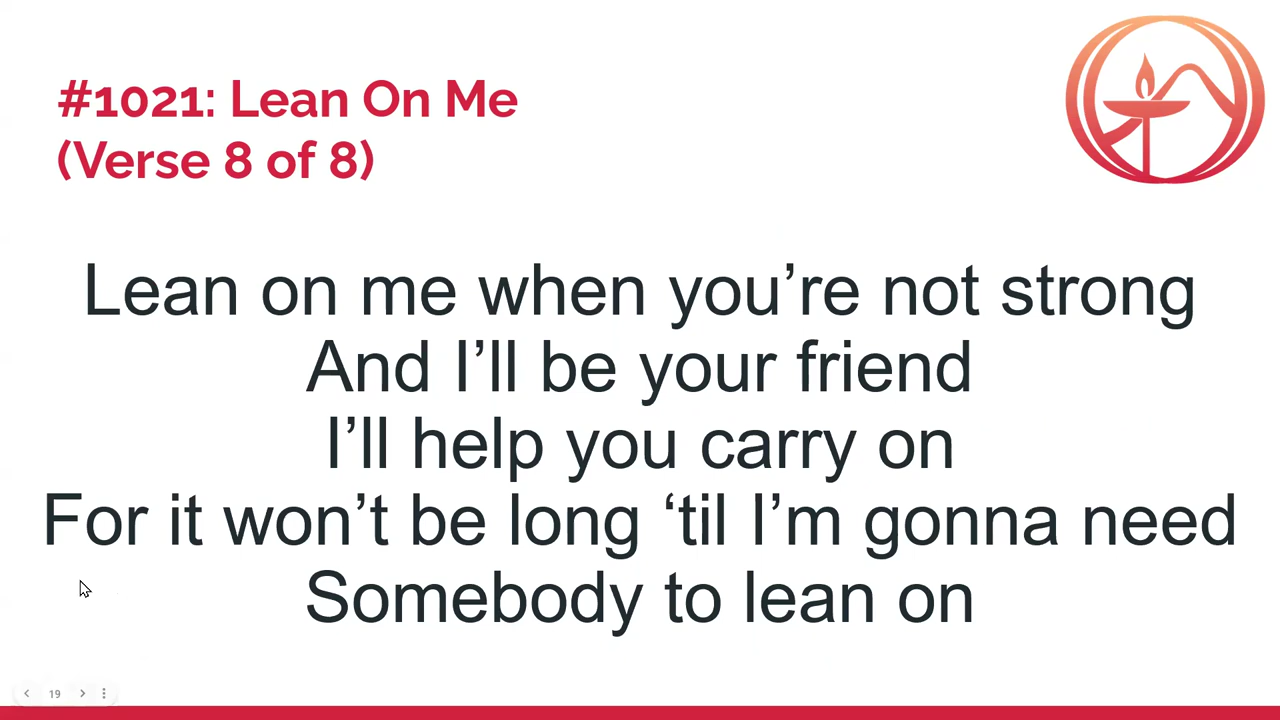 #1021: Lean On Me
(Verse 8 of 8)
Lean on me when you’re not strong
And I’ll be your friend
I’ll help you carry on
For it won’t be long ‘til I’m gonna need
Somebody to lean on
19